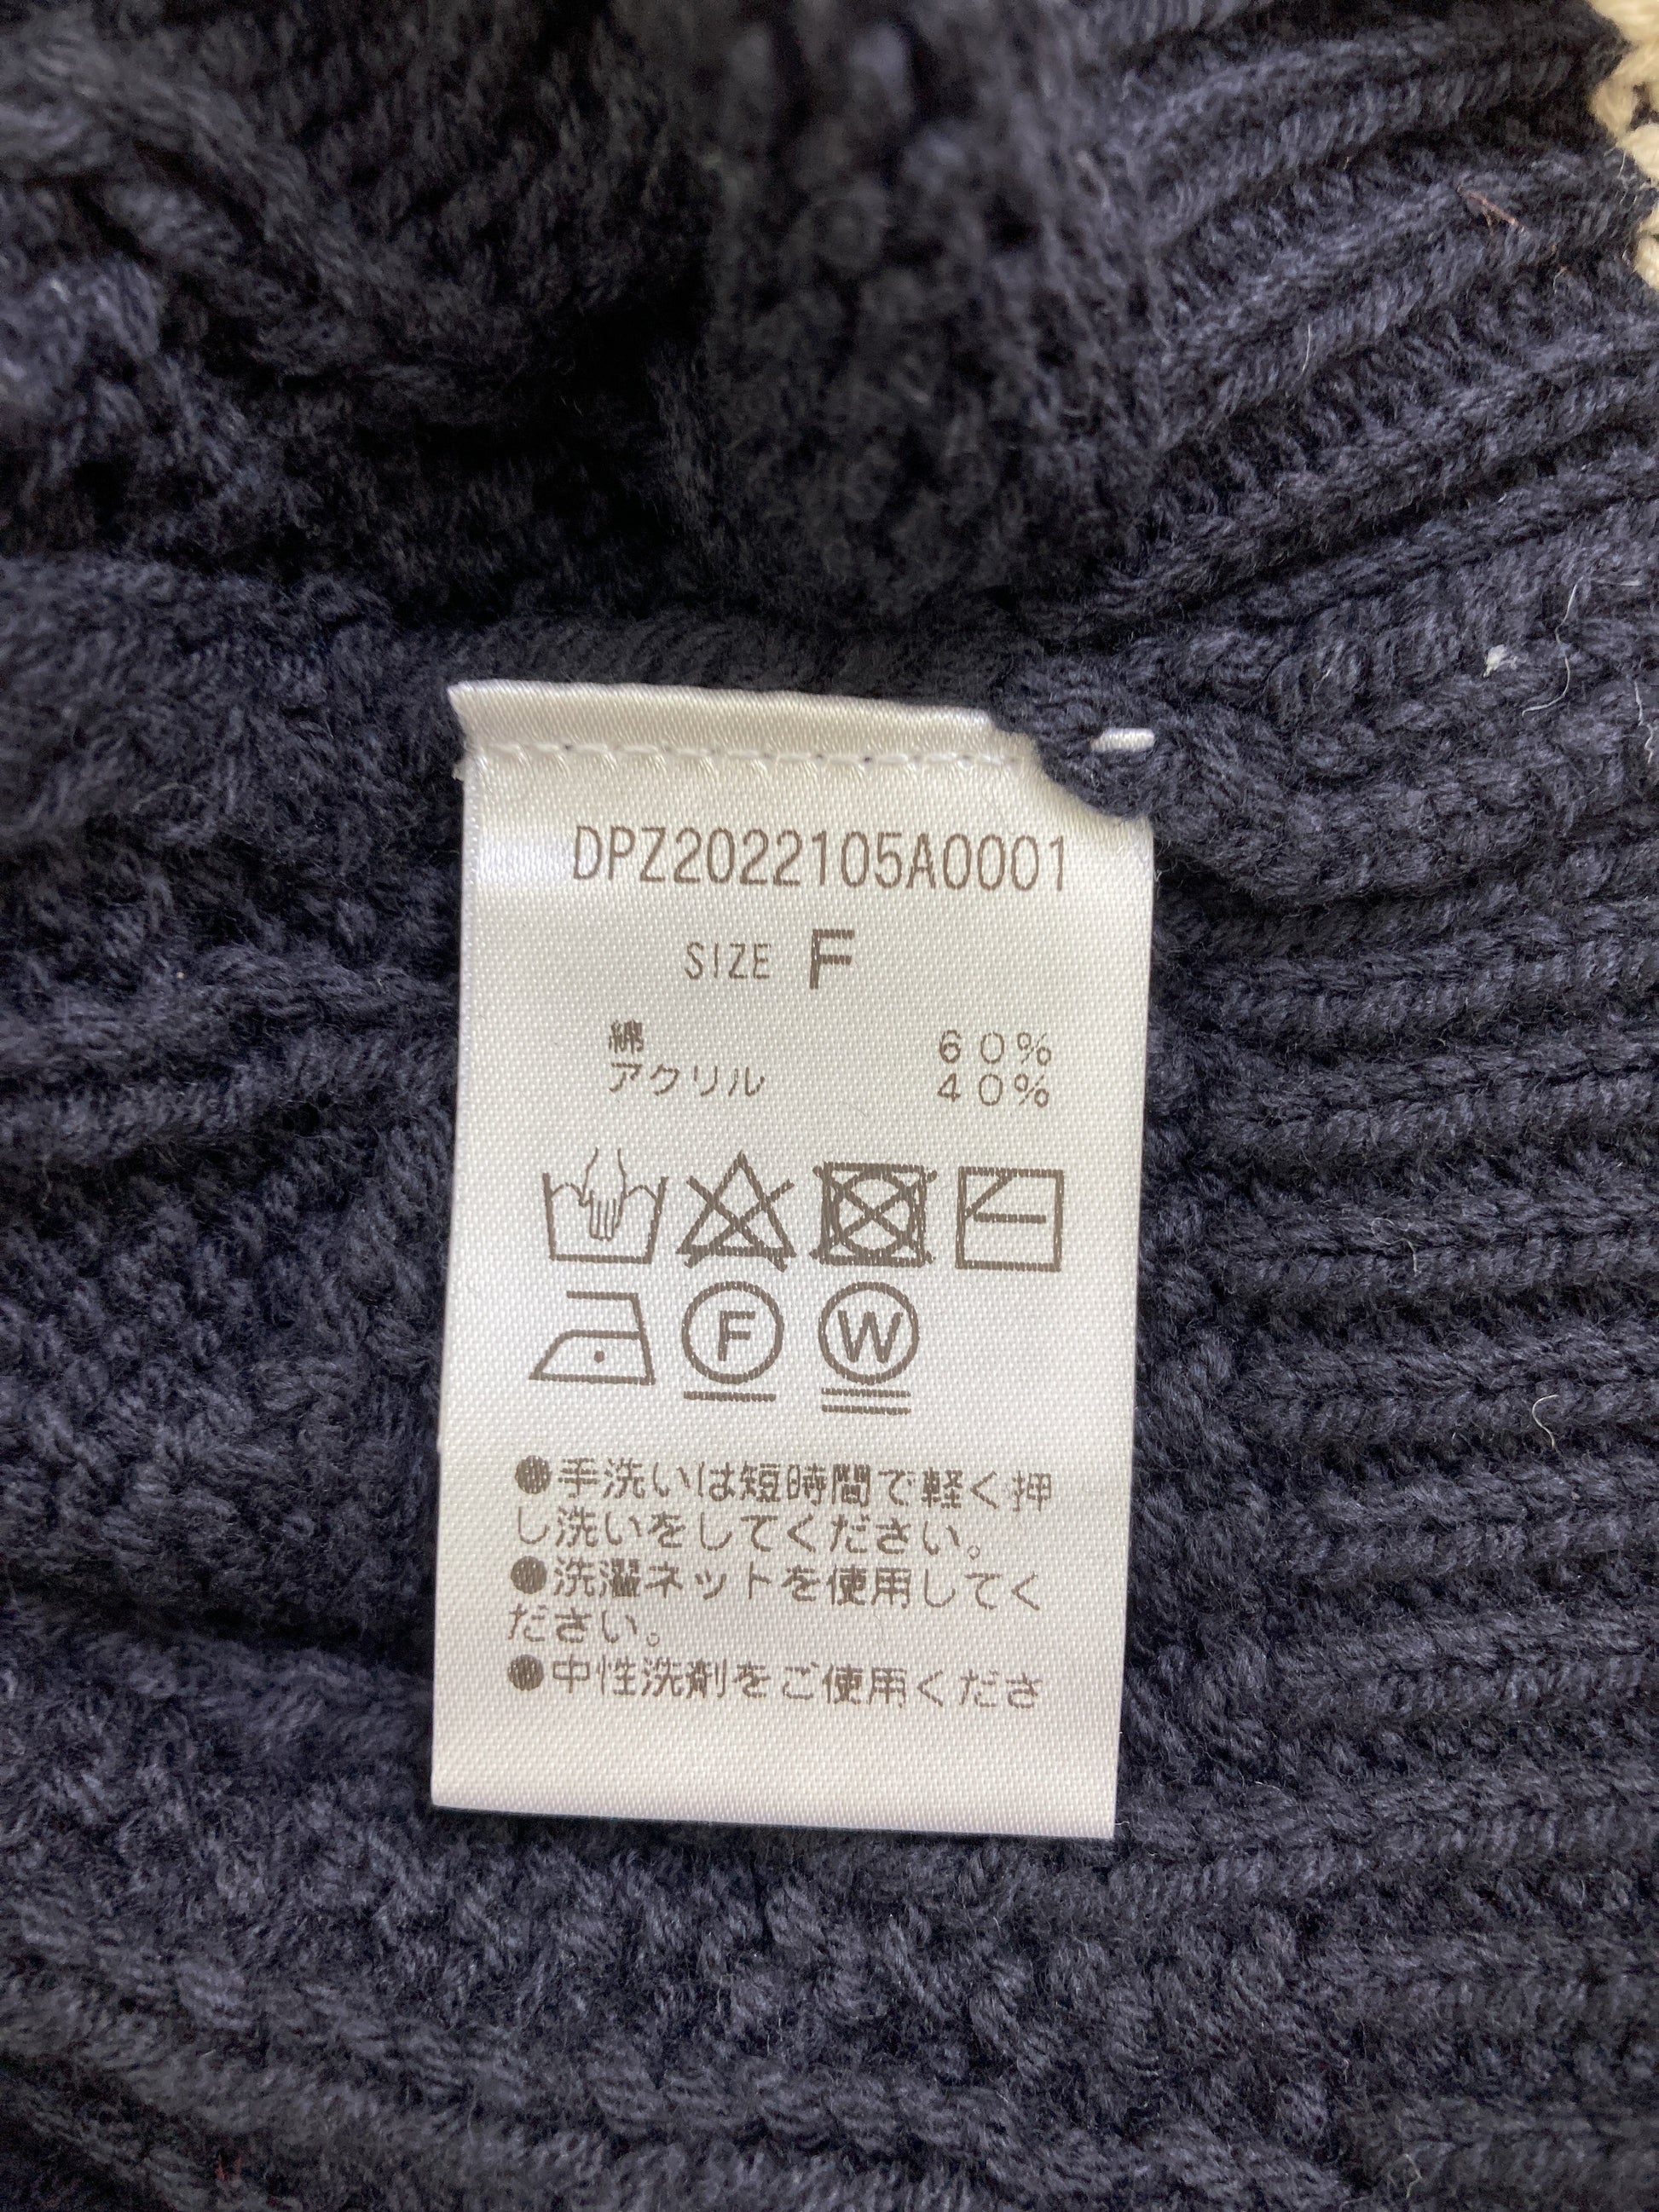 DPZ2022105A0001
SIZE F
綿 60%
アクリル 40%
F W
●手洗いは短時間で軽く押
し洗いをしてください。
●洗濯ネットを使用してく
ださい。
●中性洗剤をご使用くださ